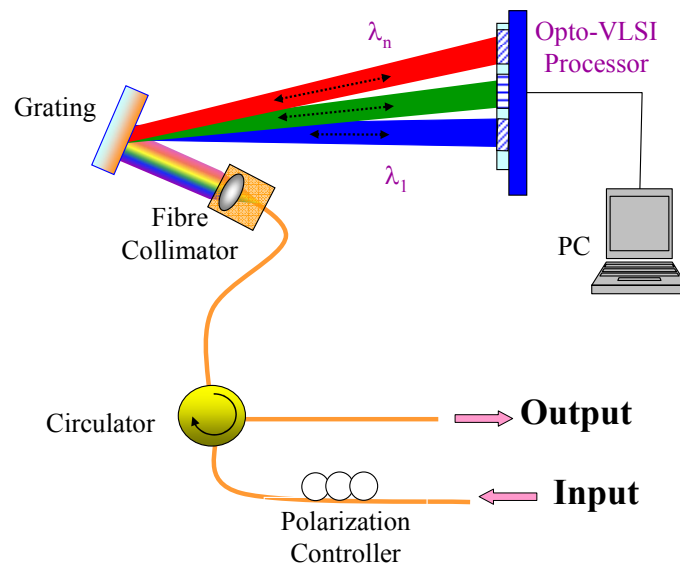 λn
Opto-VLSI
Processor
Grating
λ1
Fibre
Collimator
PC
Circulator
Output
Input
Polarization
Controller